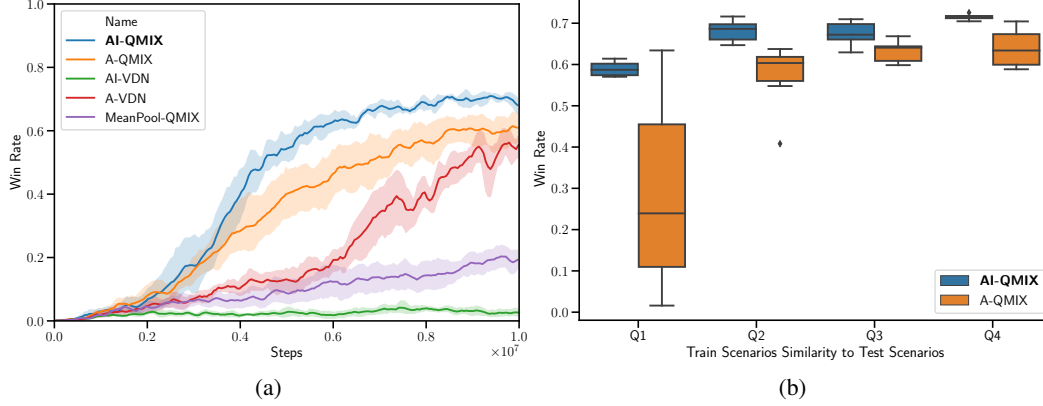 1.0
0.8
0.6
0.4
0.2
0.0
Win Rate
Name
AI-QMIX
A-QMIX
AI-VDN
A-VDN
MeanPool-QMIX
0.2
0.4
0.6
0.8
1.0
×10⁷
Steps
(a)
0.7
0.6
0.5
0.4
0.3
0.2
0.1
0.0
Win Rate
AI-QMIX
A-QMIX
Q1
Q2
Q3
Q4
Train Scenarios Similarity to Test Scenarios
(b)